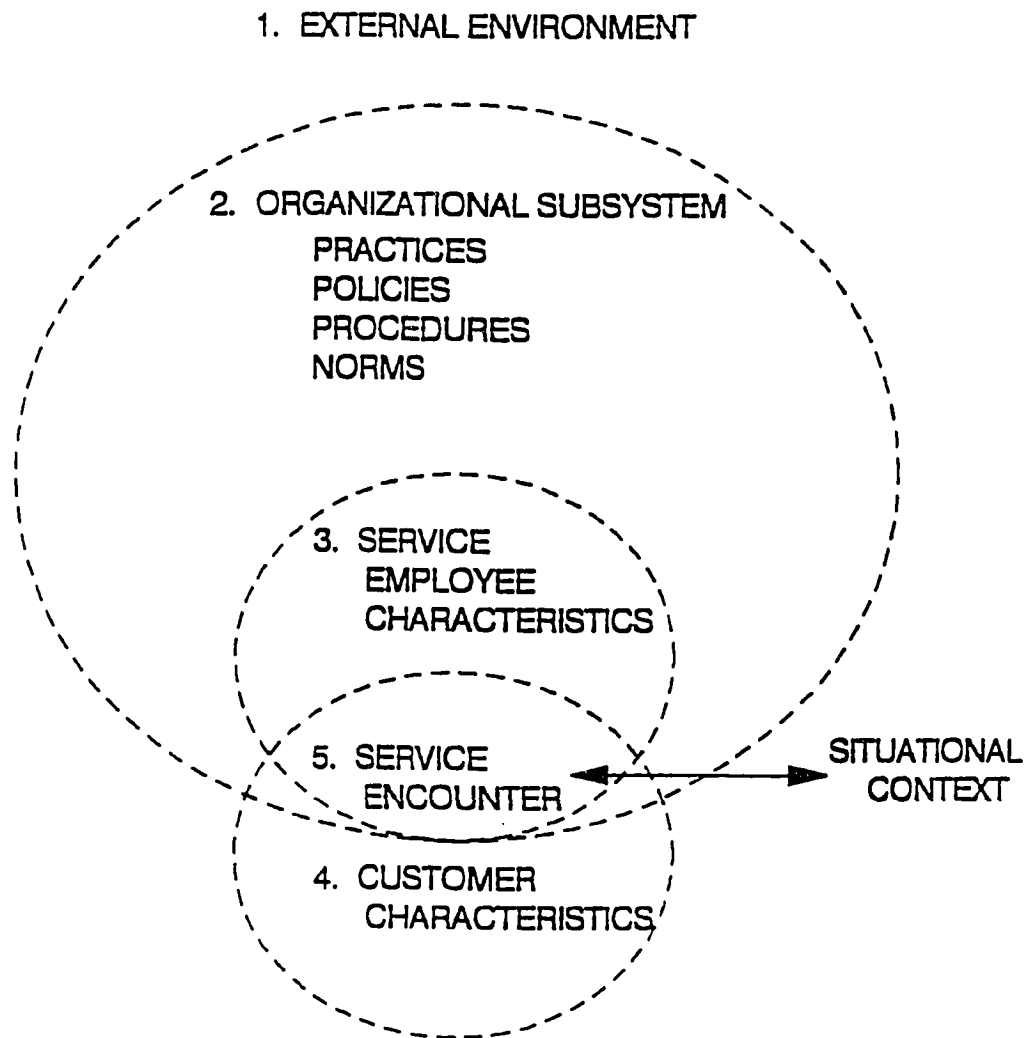 1. EXTERNAL ENVIRONMENT
2. ORGANIZATIONAL SUBSYSTEM
PRACTICES
POLICIES
PROCEDURES
NORMS
3. SERVICE
EMPLOYEE
CHARACTERISTICS
5. SERVICE
ENCOUNTER
SITUATIONAL
CONTEXT
4. CUSTOMER
CHARACTERISTICS